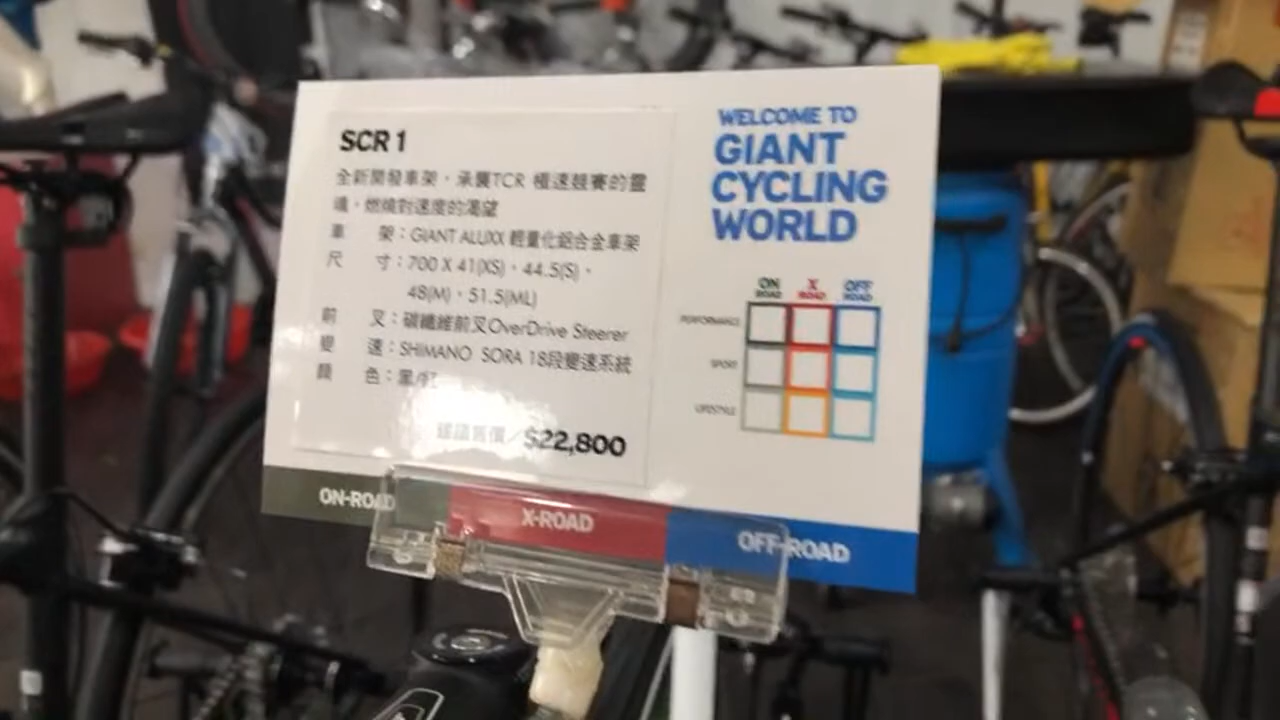 SCR 1
全新開發車架，承襲TCR 極速競賽的靈
魂，燃燒對速度的渴望
車 架：GIANT ALUXX 輕量化鋁合金車架
尺 寸：700 X 41(XS)、44.5(S)、
48(M)、51.5(ML)
前 叉：碳纖維前叉OverDrive Steerer
變 速：SHIMANO SORA 18段變速系統
顏 色：黑/紅
建議售價／$22,800
WELCOME TO
GIANT
CYCLING
WORLD
ON ROAD
X ROAD
OFF ROAD
PERFORMANCE
SPORT
LIFESTYLE
ON-ROAD
X-ROAD
OFF-ROAD